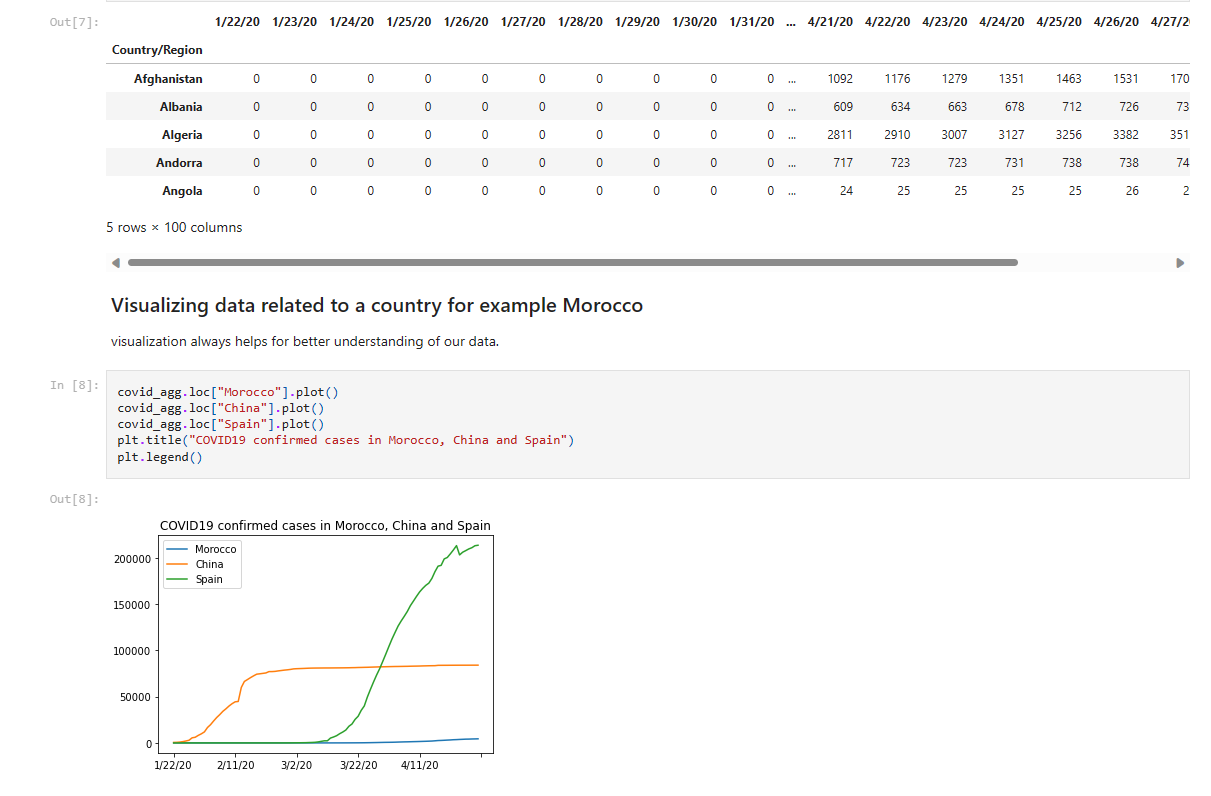 Out[7]: 1/22/20 1/23/20 1/24/20 1/25/20 1/26/20 1/27/20 1/28/20 1/29/20 1/30/20 1/31/20 ... 4/21/20 4/22/20 4/23/20 4/24/20 4/25/20 4/26/20 4/27/2
Country/Region
Afghanistan 0 0 0 0 0 0 0 0 0 0 ... 1092 1176 1279 1351 1463 1531 170
Albania 0 0 0 0 0 0 0 0 0 0 ... 609 634 663 678 712 726 73
Algeria 0 0 0 0 0 0 0 0 0 0 ... 2811 2910 3007 3127 3256 3382 351
Andorra 0 0 0 0 0 0 0 0 0 0 ... 717 723 723 731 738 738 74
Angola 0 0 0 0 0 0 0 0 0 0 ... 24 25 25 25 25 26 2
5 rows × 100 columns
Visualizing data related to a country for example Morocco
visualization always helps for better understanding of our data.
In [8]: covid_agg.loc["Morocco"].plot()
covid_agg.loc["China"].plot()
covid_agg.loc["Spain"].plot()
plt.title("COVID19 confirmed cases in Morocco, China and Spain")
plt.legend()
Out[8]:
COVID19 confirmed cases in Morocco, China and Spain
Morocco
China
Spain
200000
150000
100000
50000
0
1/22/20 2/11/20 3/2/20 3/22/20 4/11/20